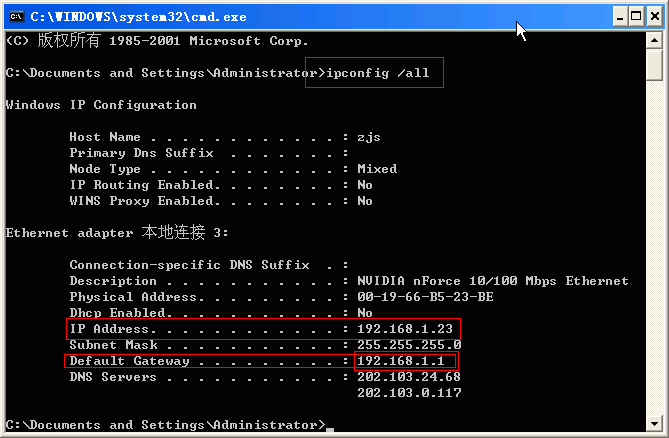 C:\WINDOWS\system32\cmd.exe
(C) 版权所有 1985-2001 Microsoft Corp.
C:\Documents and Settings\Administrator>ipconfig /all
Windows IP Configuration
Host Name . . . . . . . . . . . . : zjs
Primary Dns Suffix  . . . . . . . :
Node Type . . . . . . . . . . . . : Mixed
IP Routing Enabled. . . . . . . . : No
WINS Proxy Enabled. . . . . . . . : No
Ethernet adapter 本地连接 3:
Connection-specific DNS Suffix  . :
Description . . . . . . . . . . . : NVIDIA nForce 10/100 Mbps Ethernet
Physical Address. . . . . . . . . : 00-19-66-B5-23-BE
Dhcp Enabled. . . . . . . . . . . : No
IP Address. . . . . . . . . . . . : 192.168.1.23
Subnet Mask . . . . . . . . . . . : 255.255.255.0
Default Gateway . . . . . . . . . : 192.168.1.1
DNS Servers . . . . . . . . . . . : 202.103.24.68
202.103.0.117
C:\Documents and Settings\Administrator>_